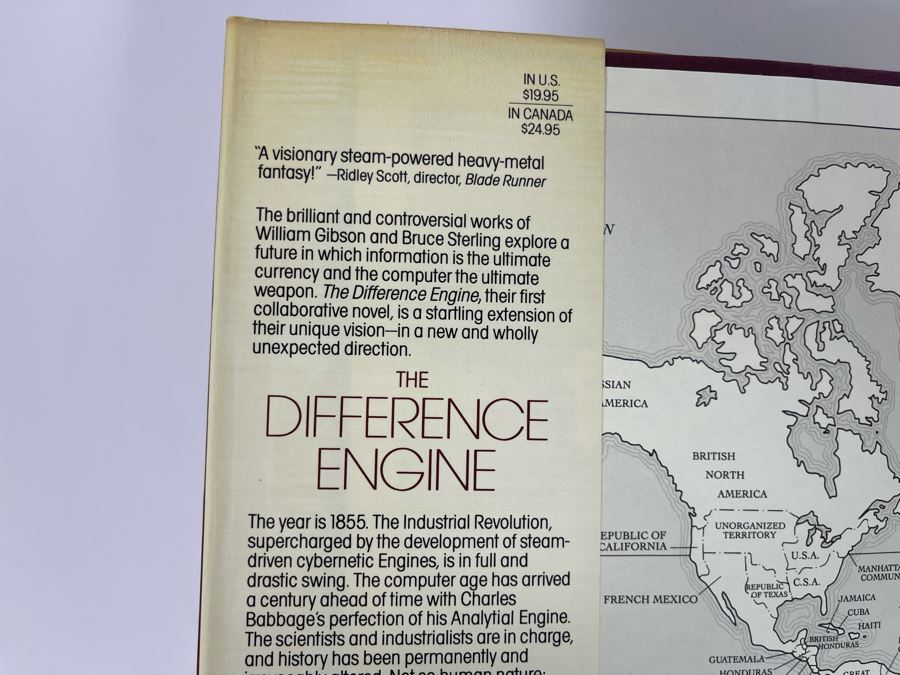 IN U.S.
$19.95
IN CANADA
$24.95
“A visionary steam-powered heavy-metal
fantasy!” —Ridley Scott, director, Blade Runner
The brilliant and controversial works of
William Gibson and Bruce Sterling explore a
future in which information is the ultimate
currency and the computer the ultimate
weapon. The Difference Engine, their first
collaborative novel, is a startling extension of
their unique vision—in a new and wholly
unexpected direction.
THE
DIFFERENCE
ENGINE
The year is 1855. The Industrial Revolution,
supercharged by the development of steam-
driven cybernetic Engines, is in full and
drastic swing. The computer age has arrived
a century ahead of time with Charles
Babbage's perfection of his Analytial Engine.
The scientists and industrialists are in charge,
and history has been permanently and
N
SSIAN
AMERICA
BRITISH
NORTH
AMERICA
UNORGANIZED
TERRITORY
EPUBLIC OF
CALIFORNIA
U.S.A.
C.S.A.
REPUBLIC
OF TEXAS
MANHATTA
COMMUN
FRENCH MEXICO
JAMAICA
CUBA
HAITI
BRITISH
HONDURAS
GUATEMALA
HONDURAS
GREAT